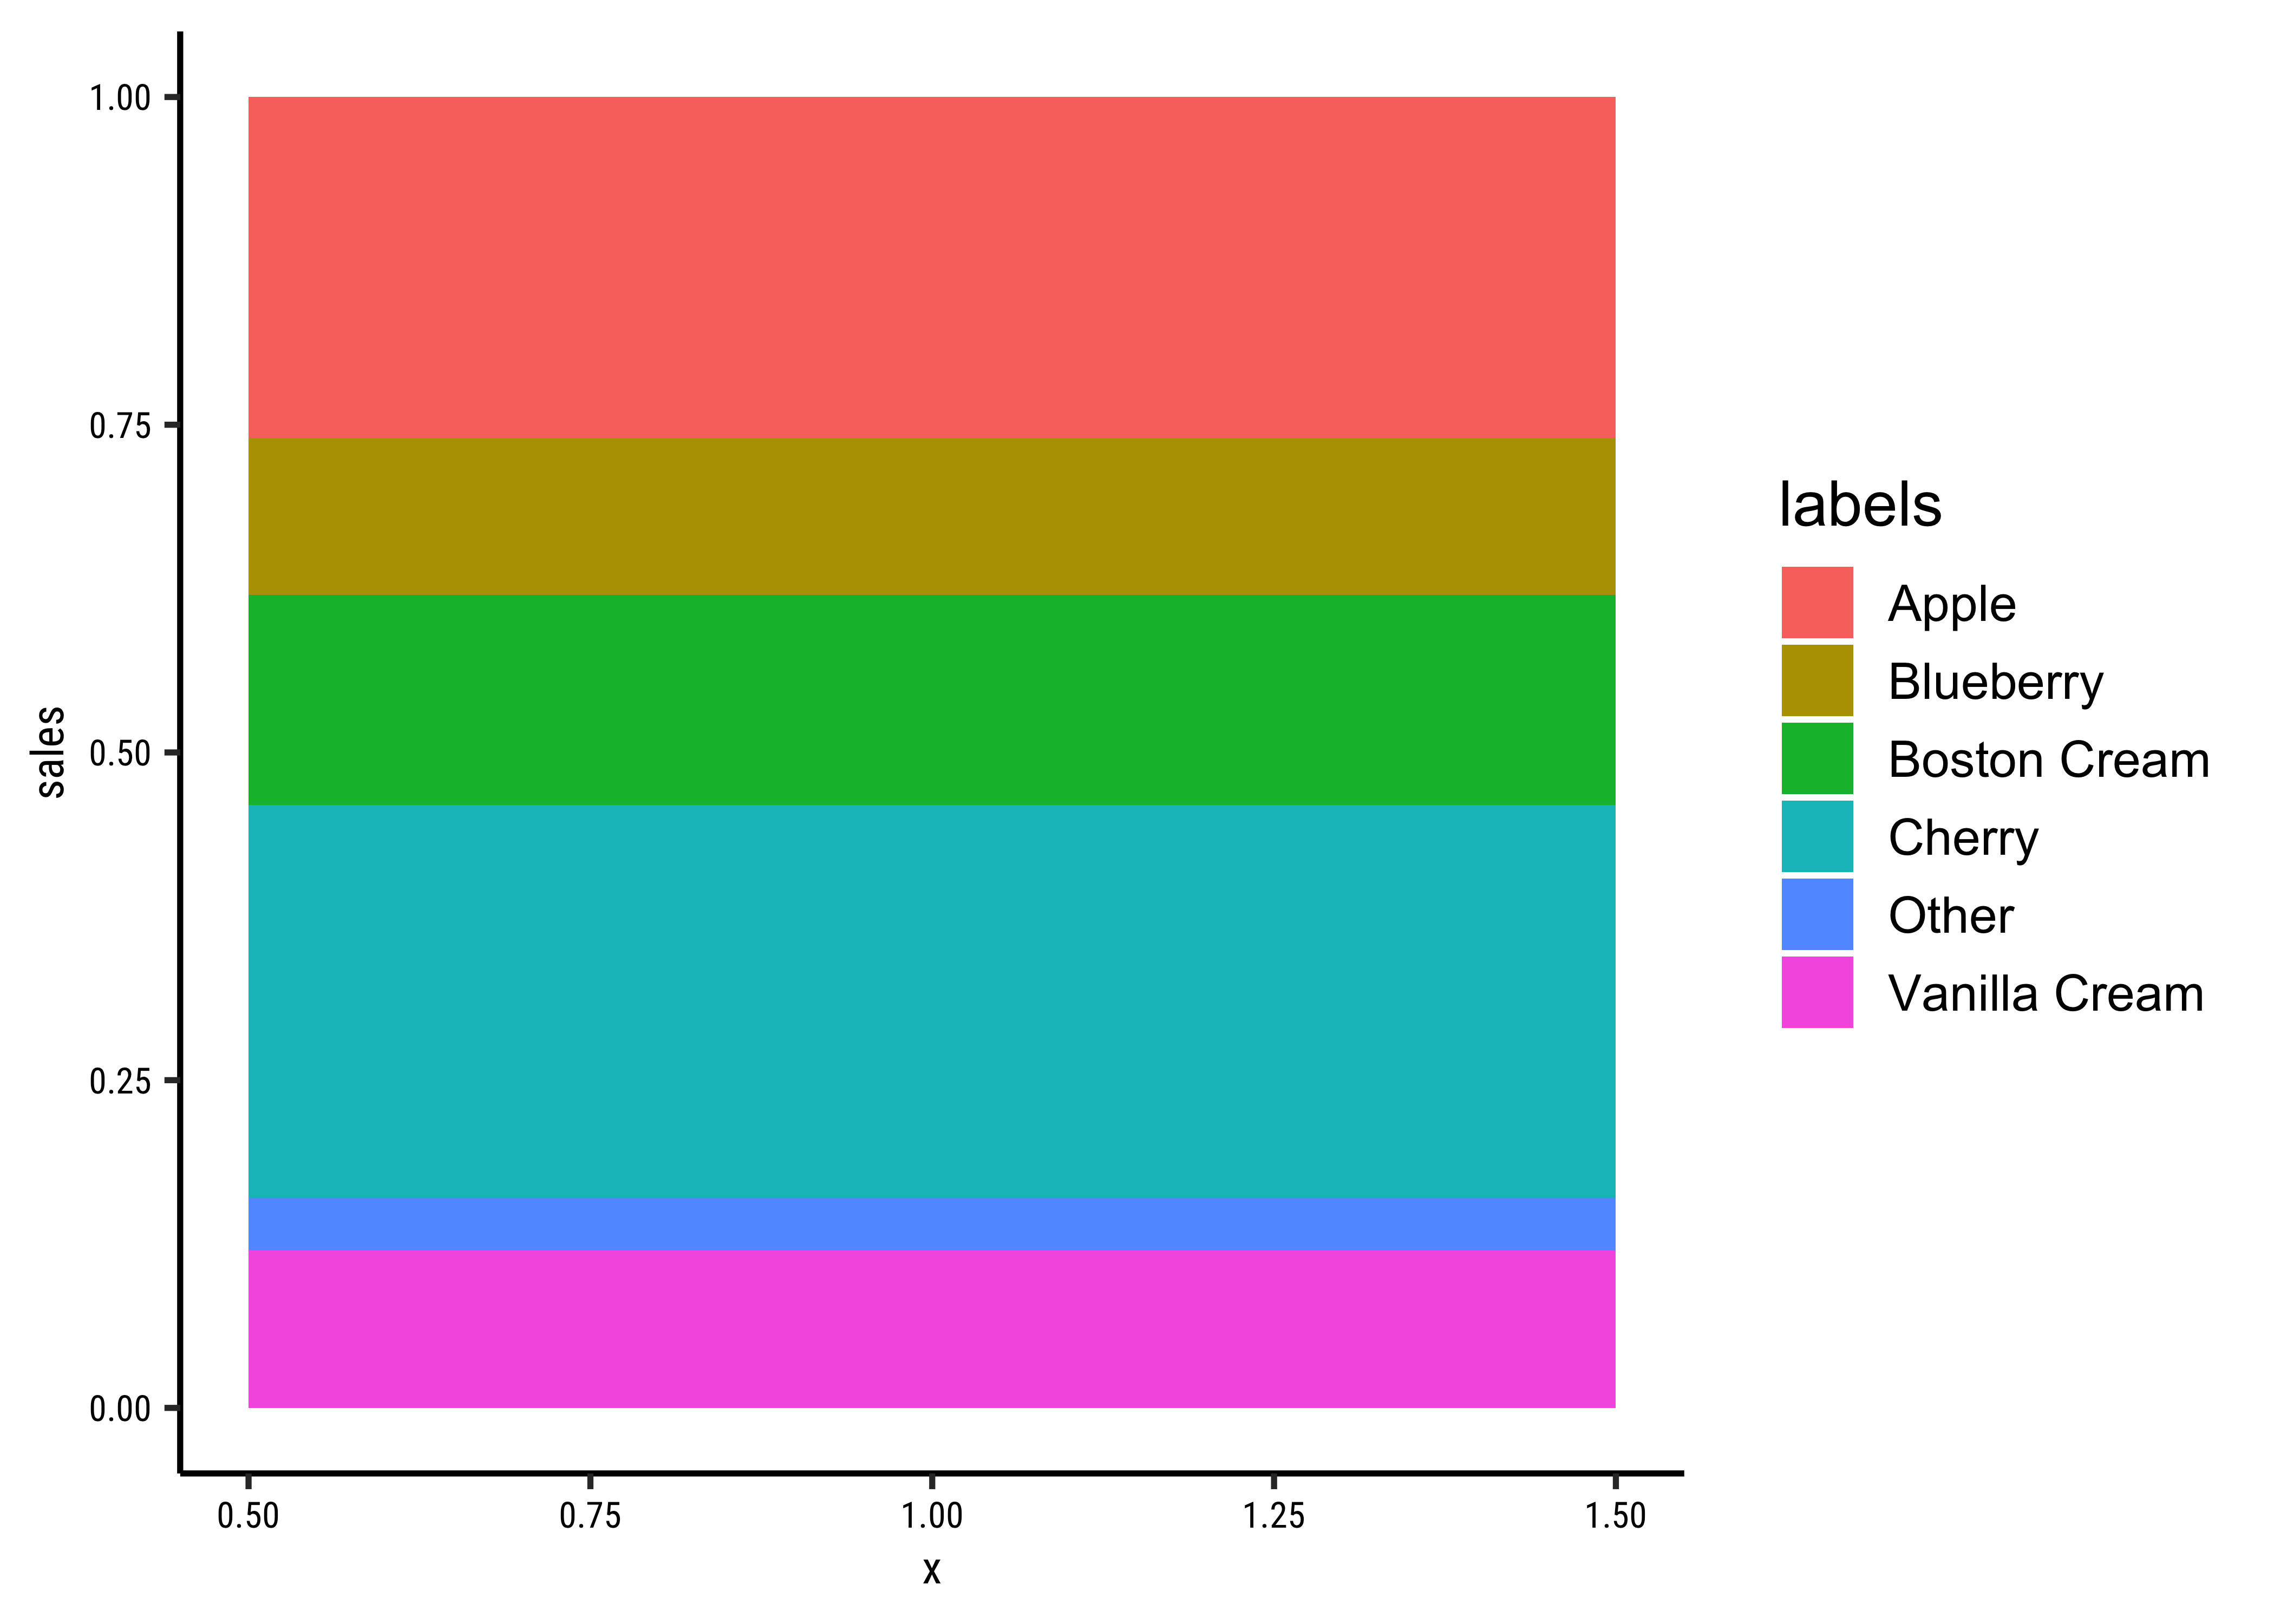 1.00
0.75
0.50
0.25
0.00
sales
0.50 0.75 1.00 1.25 1.50
x
labels
Apple
Blueberry
Boston Cream
Cherry
Other
Vanilla Cream